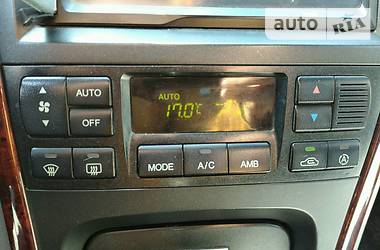 auto RIA
AUTO
AUTO
17.0°C
OFF
MODE
A/C
AMB
A